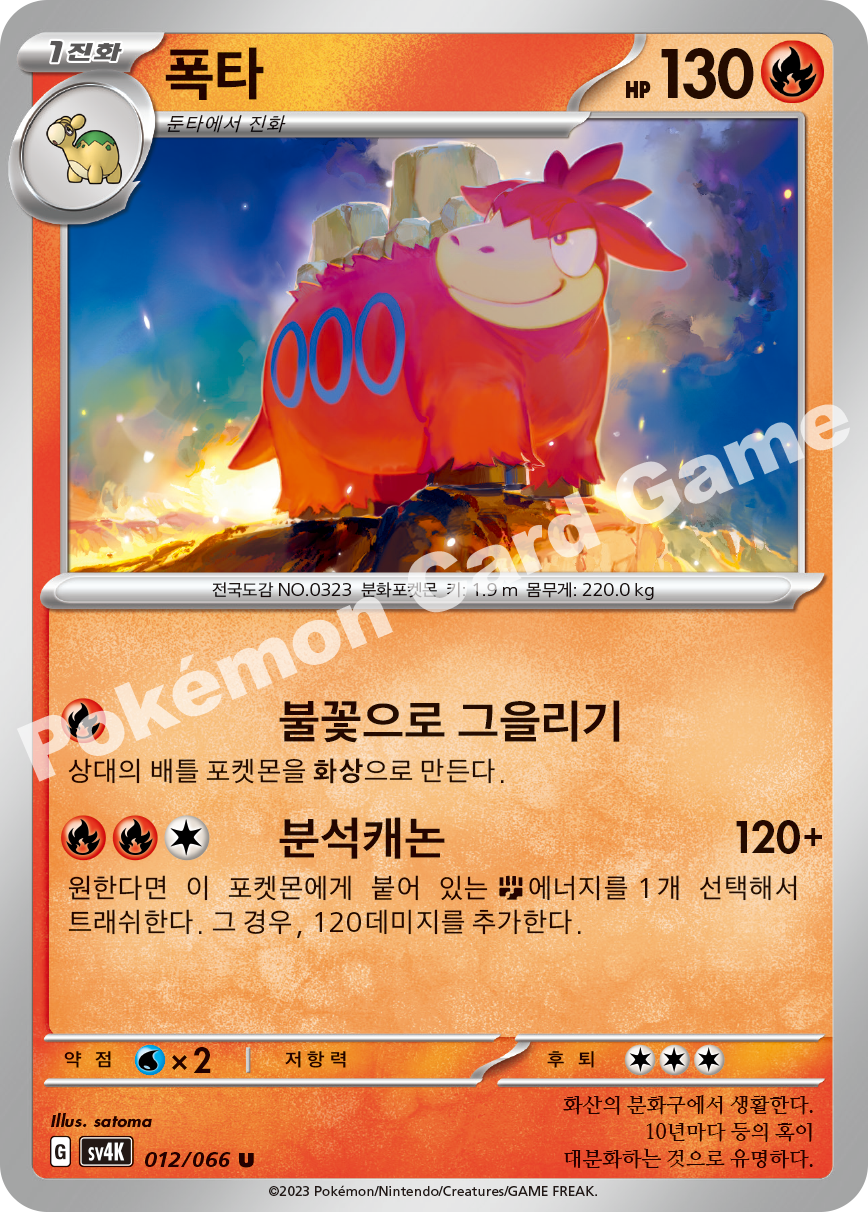 1진화
폭타
HP 130
둔타에서 진화
전국도감 NO.0323 분화포켓몬 키: 1.9 m 몸무게: 220.0 kg
Pokémon Card Game
불꽃으로 그을리기
상대의 배틀 포켓몬을 화상으로 만든다.
분석캐논 120+
원한다면 이 포켓몬에게 붙어 있는 에너지를 1개 선택해서
트래쉬한다. 그 경우, 120데미지를 추가한다.
약점 ×2 저항력 후퇴
화산의 분화구에서 생활한다.
10년마다 등의 혹이
대분화하는 것으로 유명하다.
Illus. satoma
G SV4K 012/066 U
©2023 Pokémon/Nintendo/Creatures/GAME FREAK.